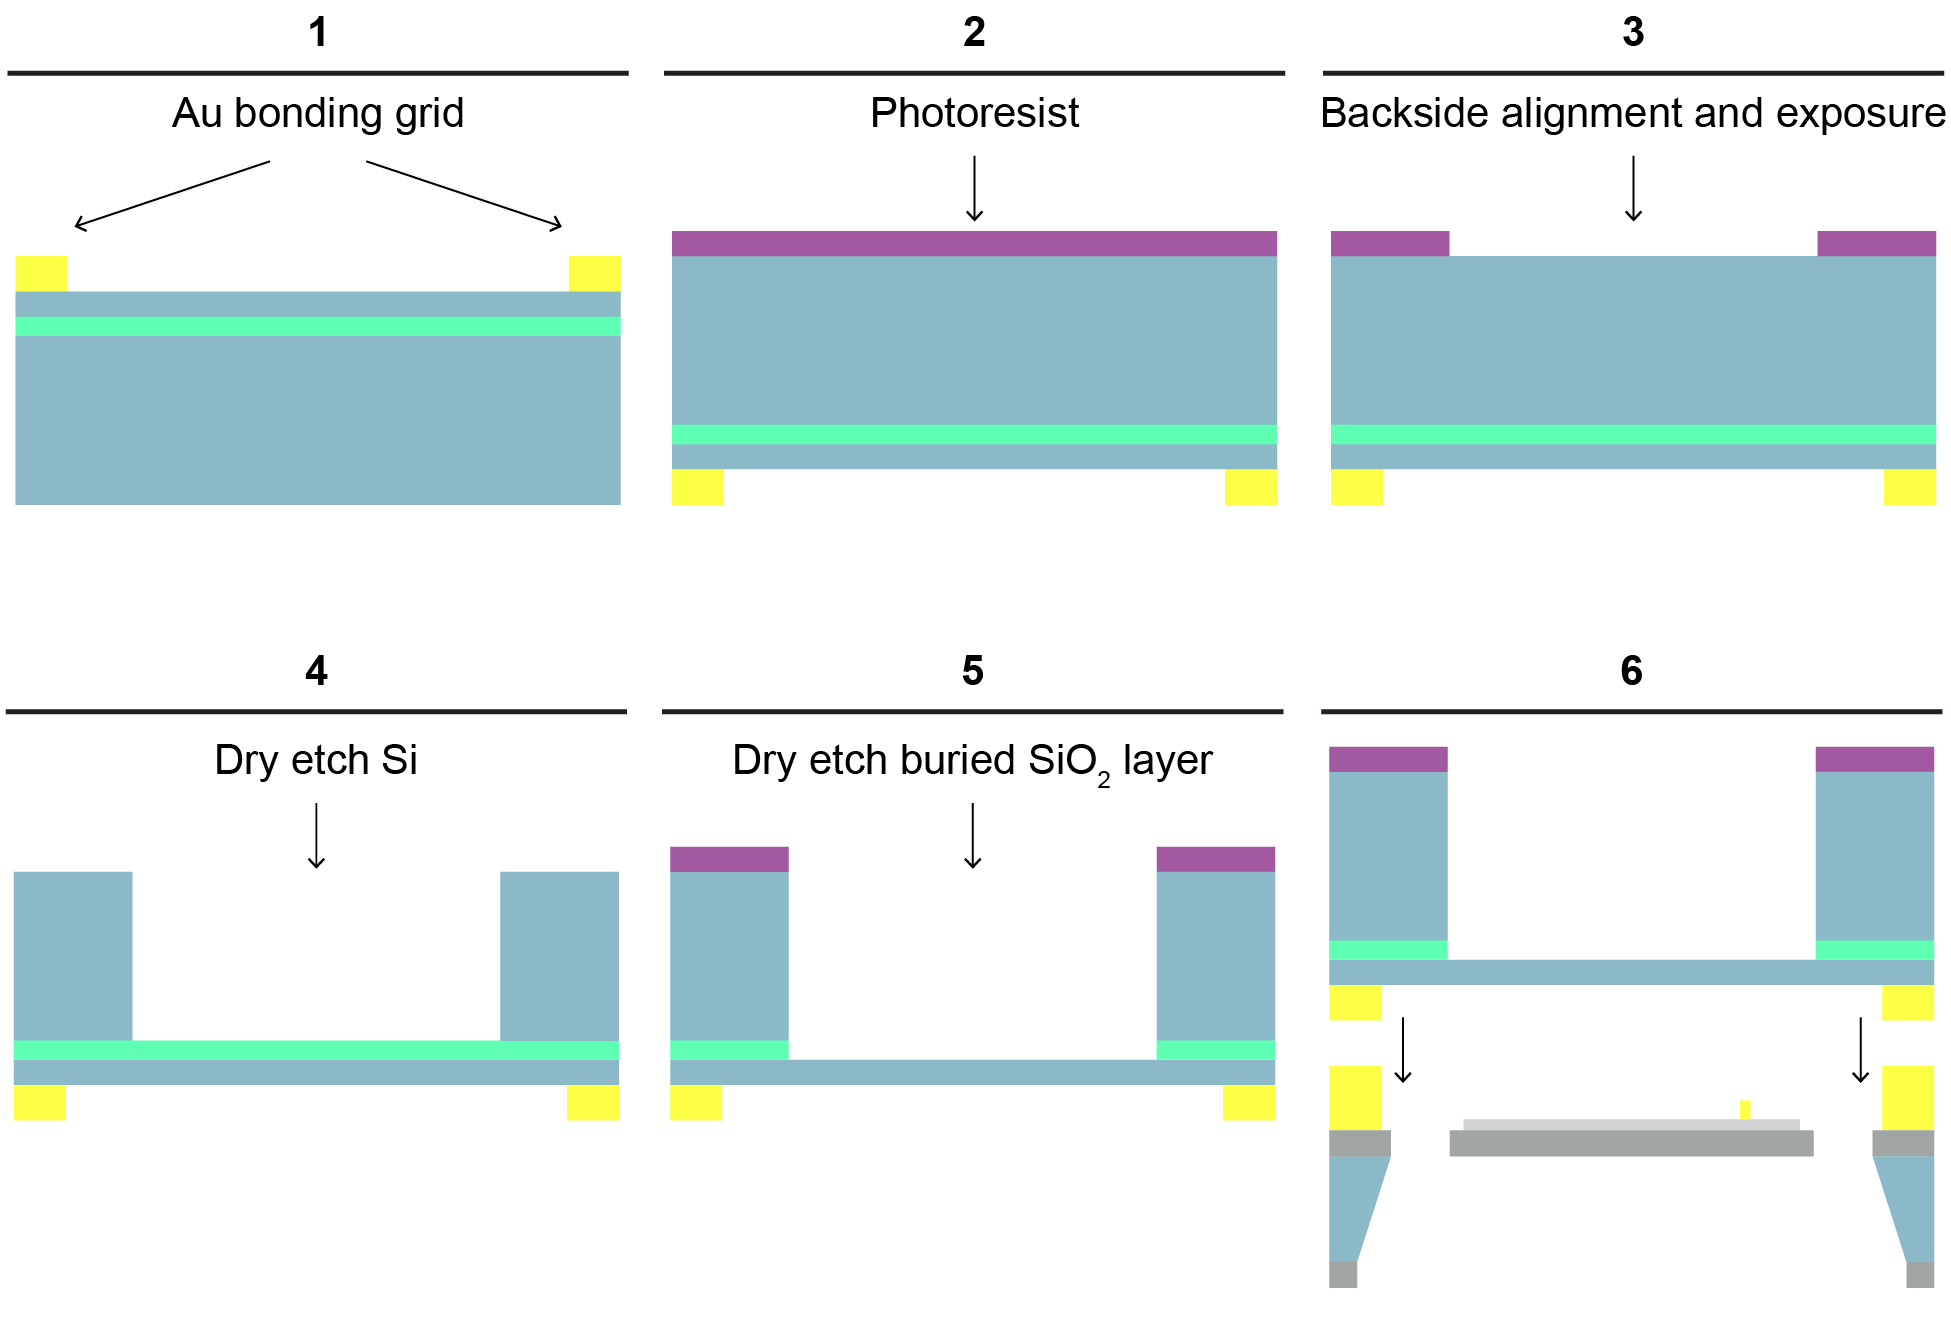 1
2
3
Au bonding grid
Photoresist
Backside alignment and exposure
4
5
6
Dry etch Si
Dry etch buried SiO₂ layer